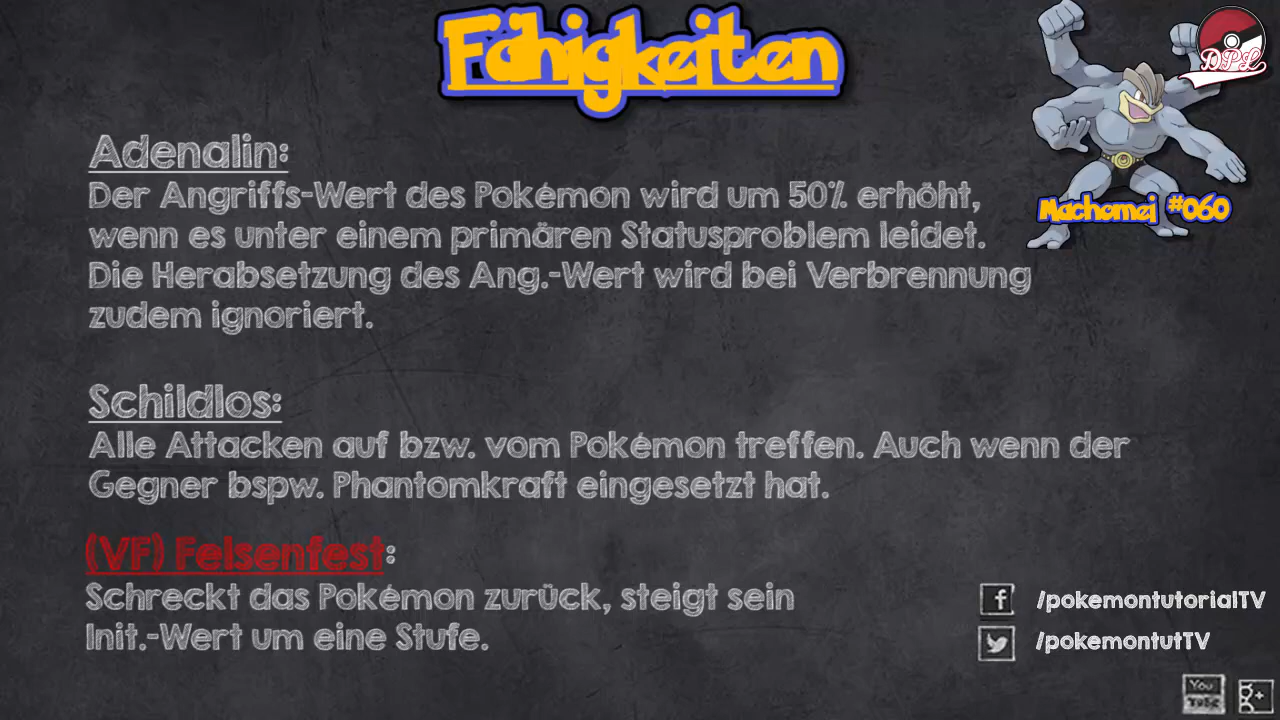 Fähigkeiten
DPL
Machomei #060
Adenalin:
Der Angriffs-Wert des Pokémon wird um 50% erhöht,
wenn es unter einem primären Statusproblem leidet.
Die Herabsetzung des Ang.-Wert wird bei Verbrennung
zudem ignoriert.
Schildlos:
Alle Attacken auf bzw. vom Pokémon treffen. Auch wenn der
Gegner bspw. Phantomkraft eingesetzt hat.
(VF) Felsenfest:
Schreckt das Pokémon zurück, steigt sein
Init.-Wert um eine Stufe.
f /pokemontutorialTV
/pokemontutTV
You
Tube
g+